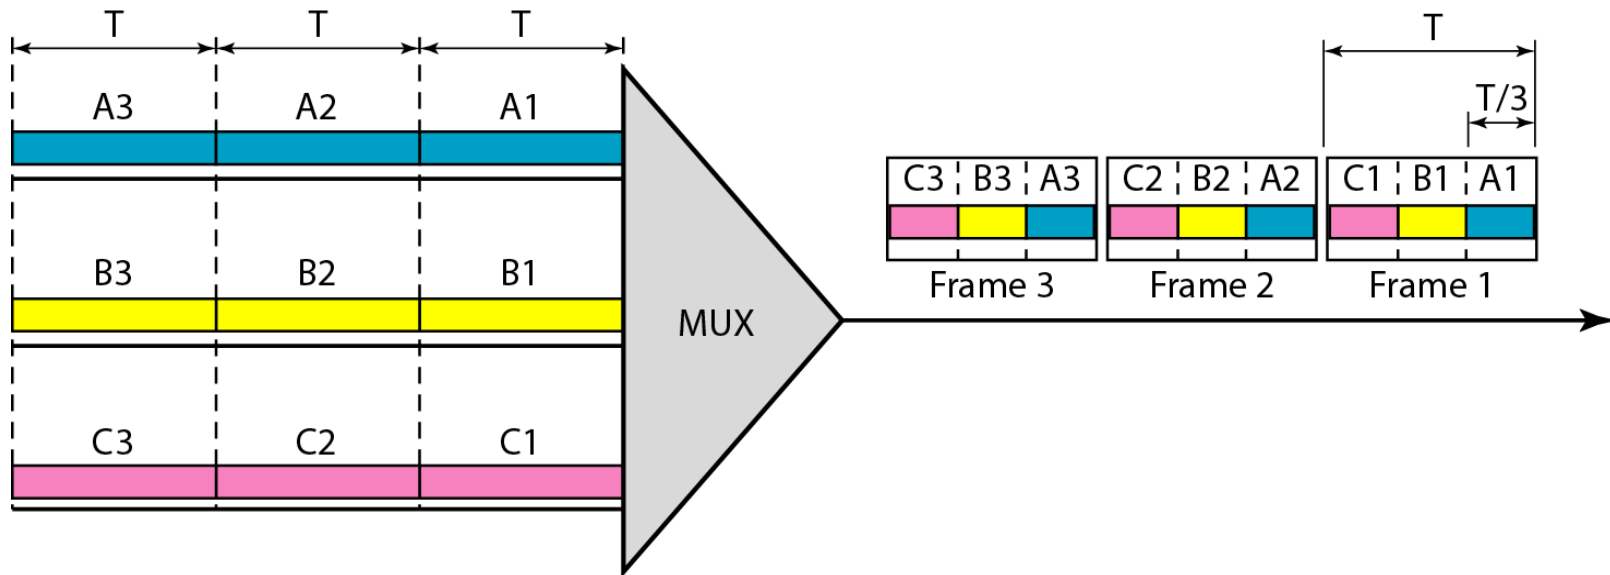 T T T T
T/3
A3 A2 A1
C3 B3 A3 C2 B2 A2 C1 B1 A1
B3 B2 B1
Frame 3 Frame 2 Frame 1
MUX
C3 C2 C1